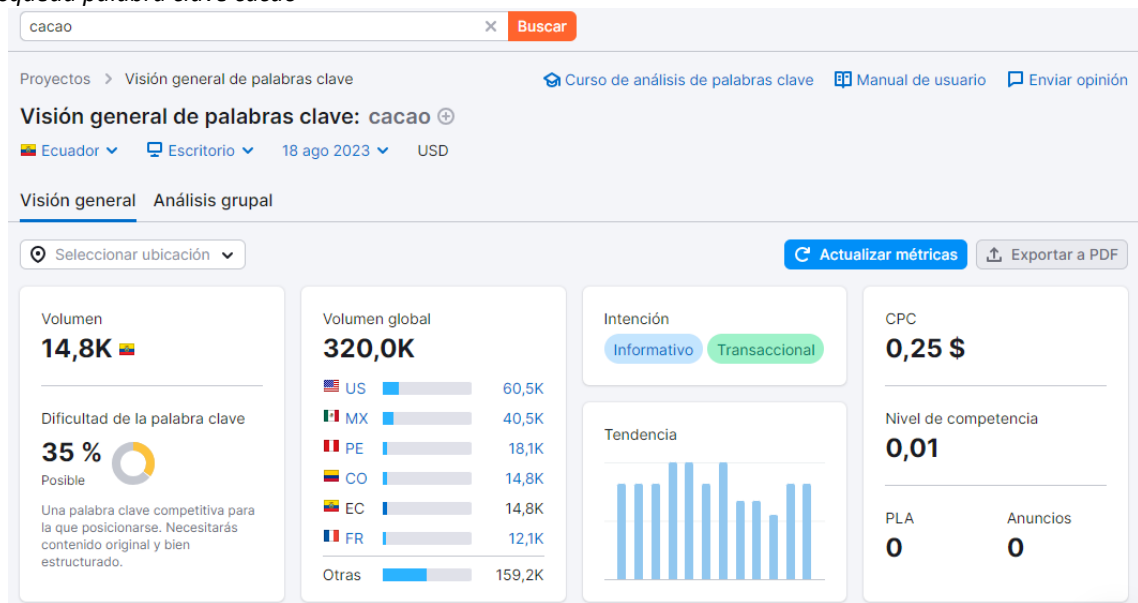 cacao
Buscar
Proyectos > Visión general de palabras clave
Curso de análisis de palabras clave
Manual de usuario
Enviar opinión
Visión general de palabras clave: cacao
Ecuador
Escritorio
18 ago 2023
USD
Visión general
Análisis grupal
Seleccionar ubicación
Actualizar métricas
Exportar a PDF
Volumen
14,8K
Dificultad de la palabra clave
35 %
Posible
Una palabra clave competitiva para
la que posicionarse. Necesitarás
contenido original y bien
estructurado.
Volumen global
320,0K
US 60,5K
MX 40,5K
PE 18,1K
CO 14,8K
EC 14,8K
FR 12,1K
Otras 159,2K
Intención
Informativo
Transaccional
Tendencia
CPC
0,25 $
Nivel de competencia
0,01
PLA
0
Anuncios
0